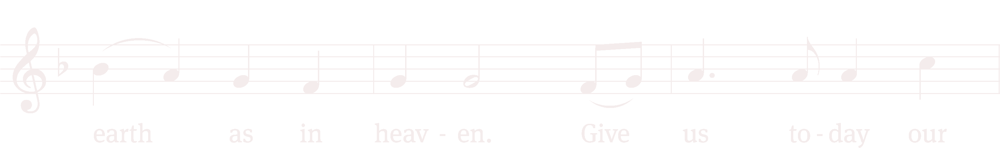 earth as in heav - en. Give us to - day our